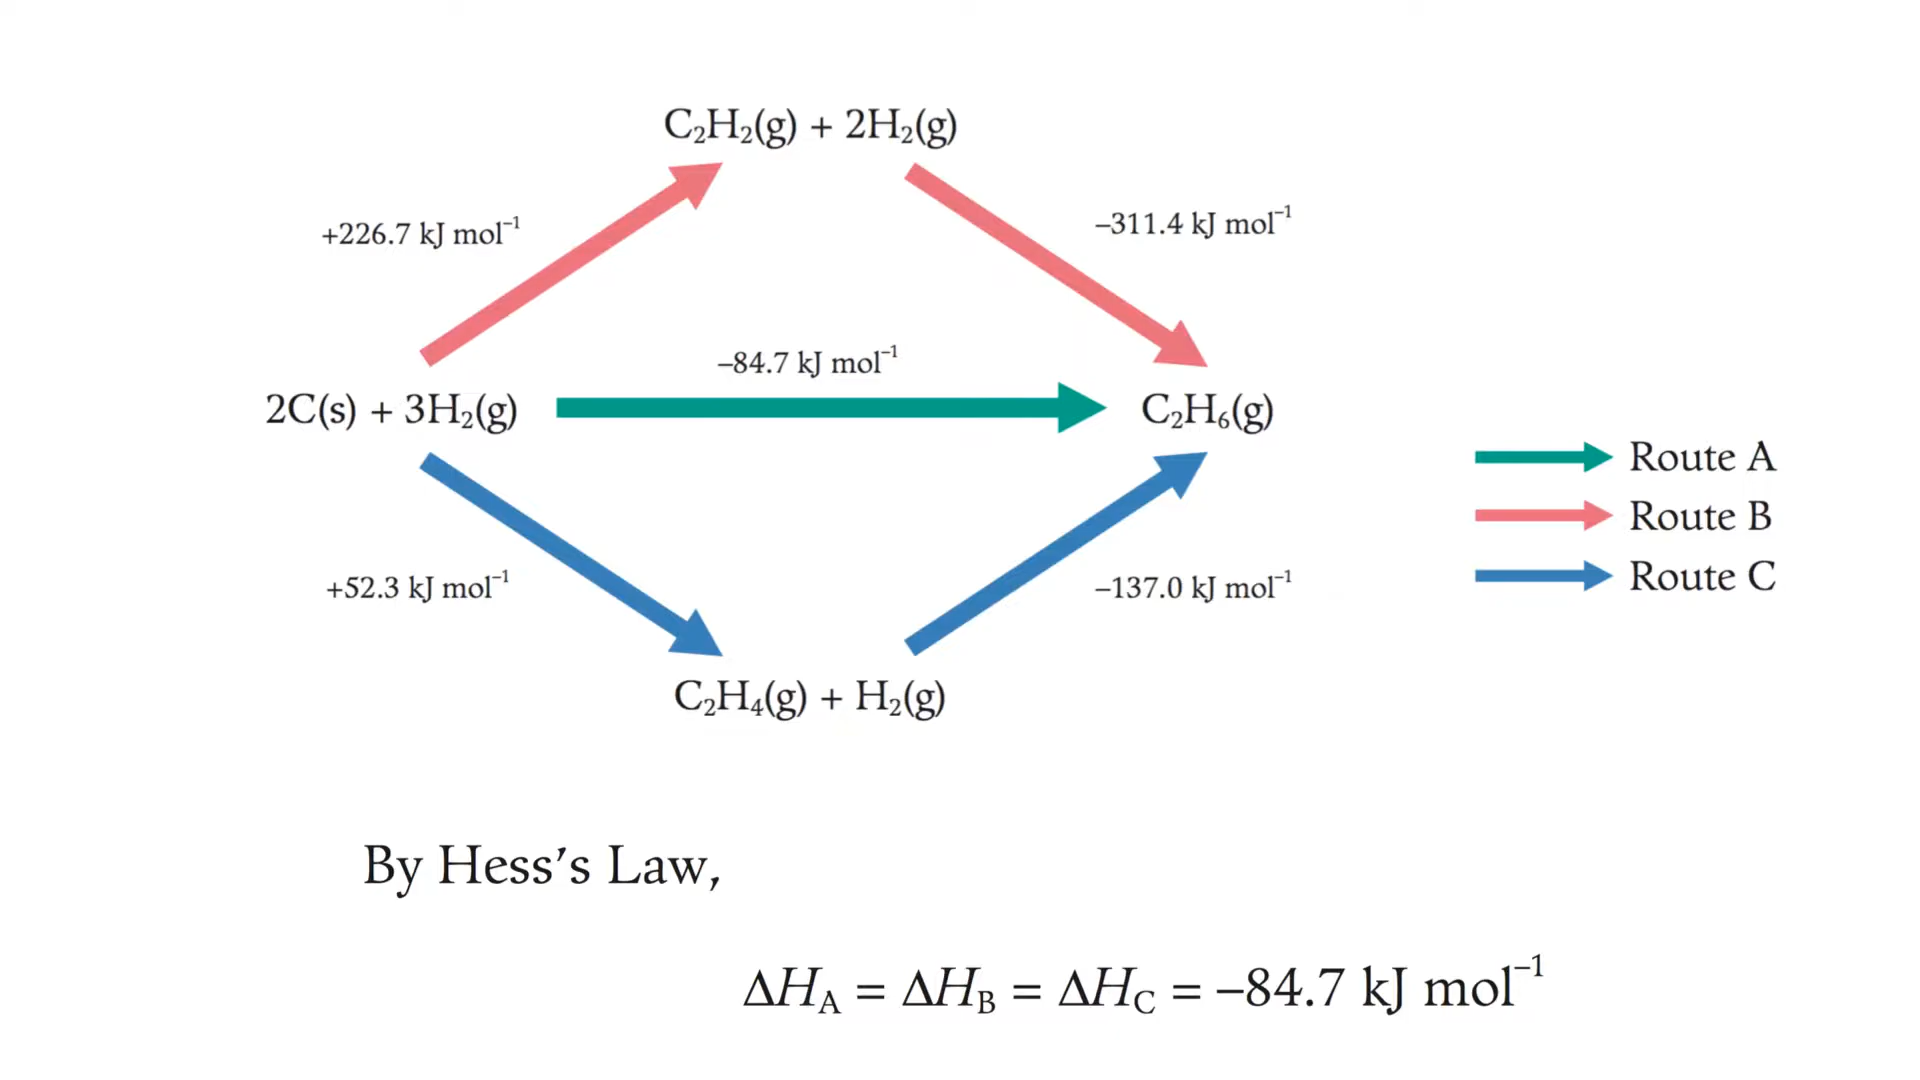 C₂H₂(g) + 2H₂(g)
+226.7 kJ mol⁻¹
–311.4 kJ mol⁻¹
–84.7 kJ mol⁻¹
2C(s) + 3H₂(g)
C₂H₆(g)
Route A
Route B
Route C
+52.3 kJ mol⁻¹
–137.0 kJ mol⁻¹
C₂H₄(g) + H₂(g)
By Hess’s Law,
ΔH_A = ΔH_B = ΔH_C = –84.7 kJ mol⁻¹